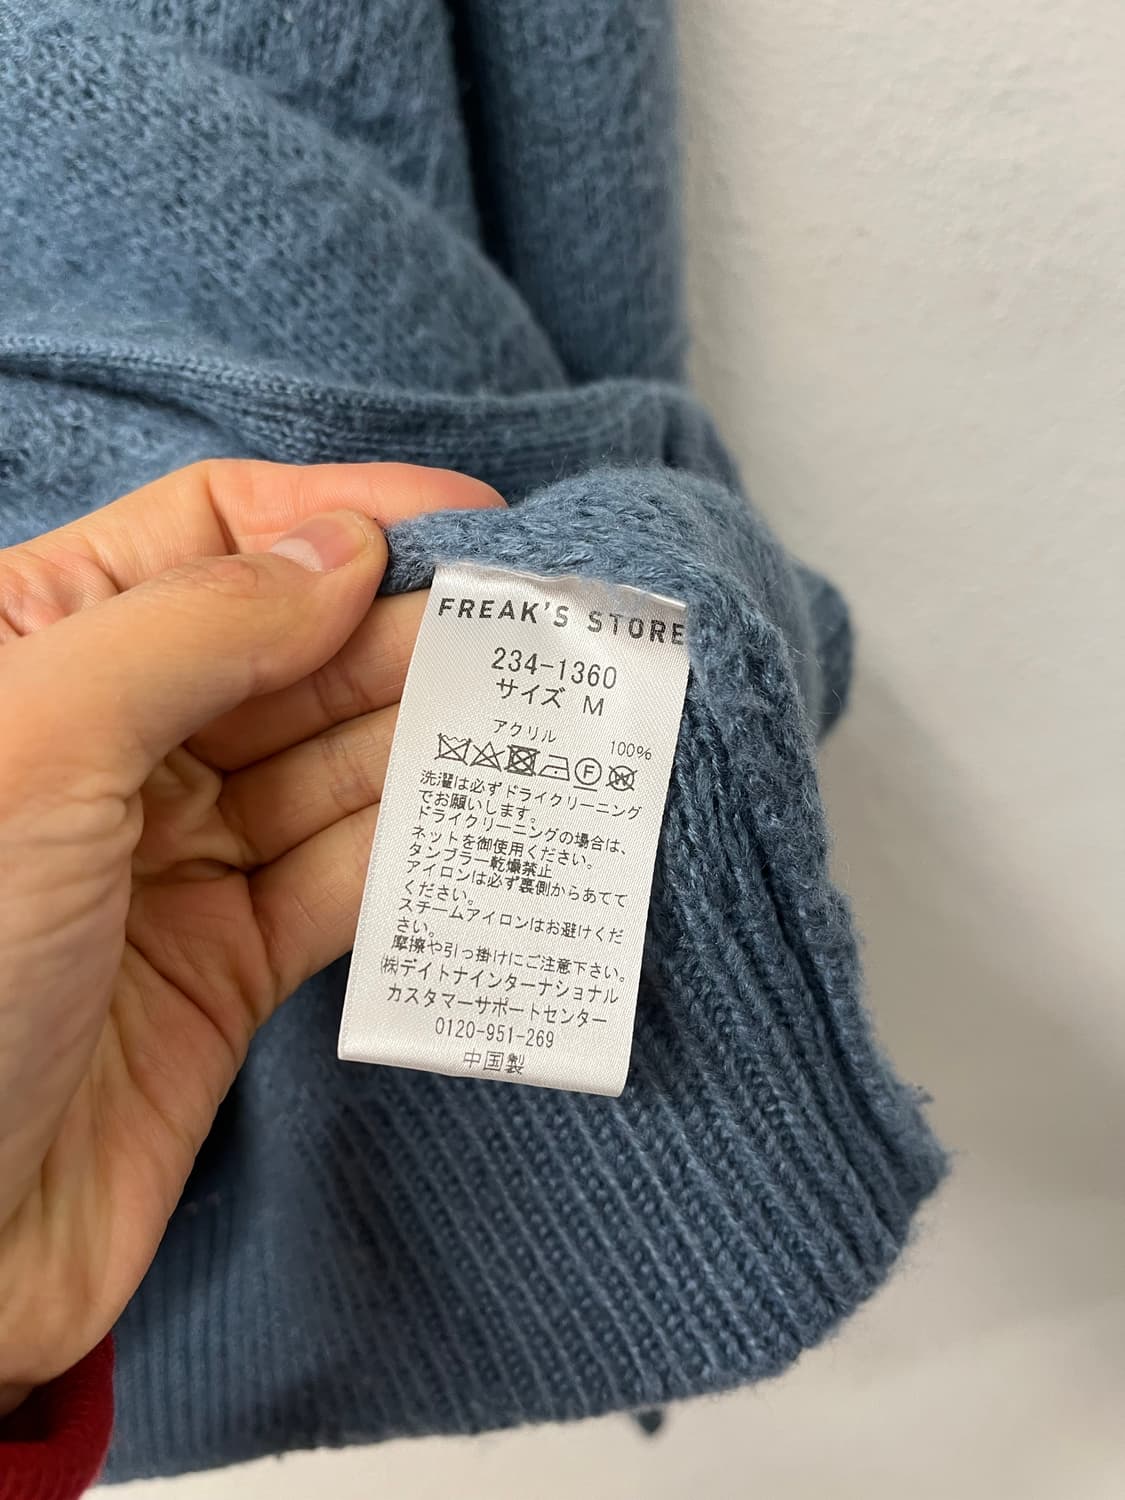 FREAK'S STORE
234-1360
サイズ M
アクリル 100%
洗濯は必ずドライクリーニング
でお願いします。
ドライクリーニングの場合は、
ネットを御使用ください。
タンブラー乾燥禁止
アイロンは必ず裏側からあてて
ください。
スチームアイロンはお避けくだ
さい。
摩擦や引っ掛けにご注意下さい。
㈱デイトナインターナショナル
カスタマーサポートセンター
0120-951-269
中国製